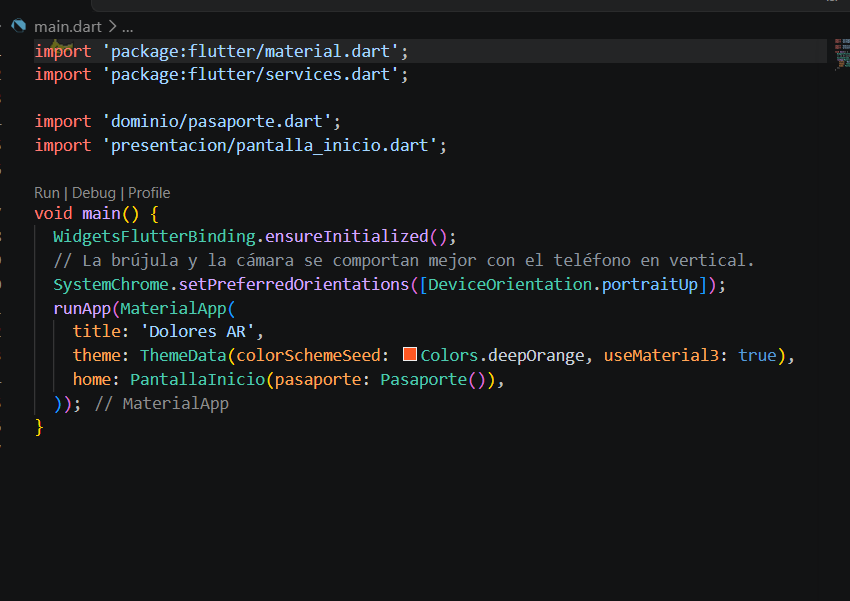 main.dart > ...
import 'package:flutter/material.dart';
import 'package:flutter/services.dart';
import 'dominio/pasaporte.dart';
import 'presentacion/pantalla_inicio.dart';
Run | Debug | Profile
void main() {
WidgetsFlutterBinding.ensureInitialized();
// La brújula y la cámara se comportan mejor con el teléfono en vertical.
SystemChrome.setPreferredOrientations([DeviceOrientation.portraitUp]);
runApp(MaterialApp(
title: 'Dolores AR',
theme: ThemeData(colorSchemeSeed: Colors.deepOrange, useMaterial3: true),
home: PantallaInicio(pasaporte: Pasaporte()),
)); // MaterialApp
}